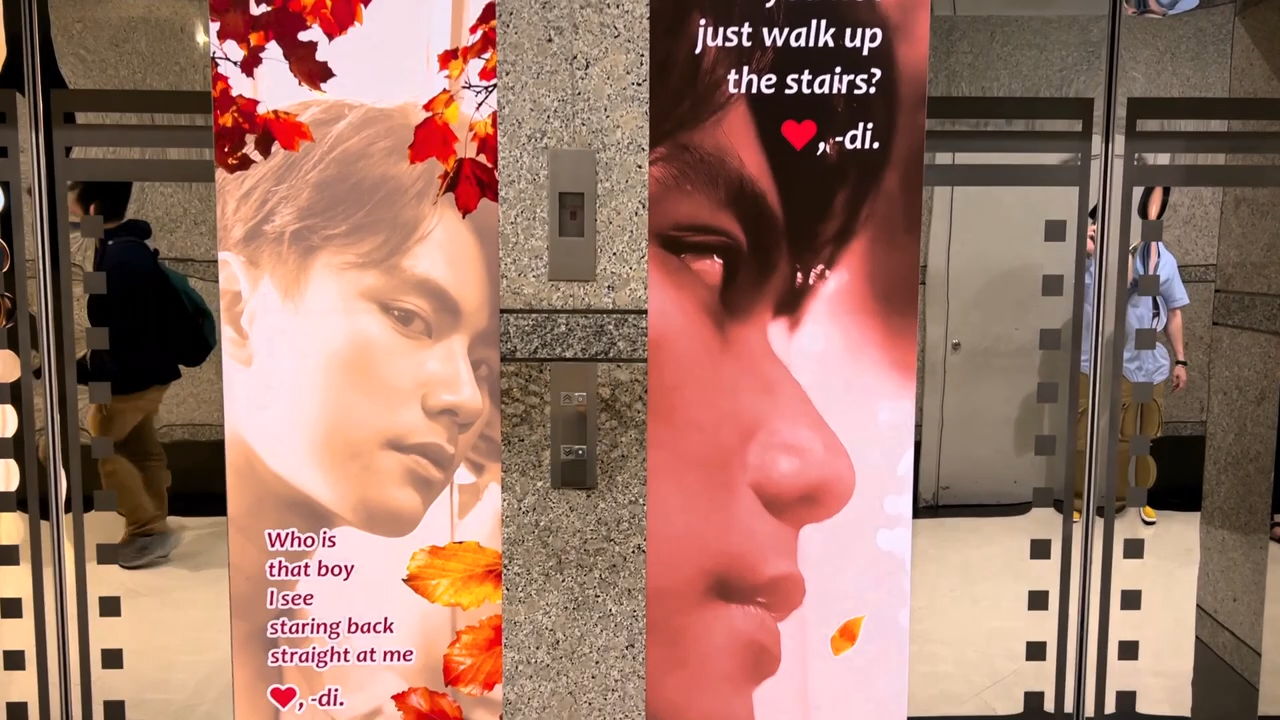 Who is
that boy
I see
staring back
straight at me
❤, -di.
just walk up
the stairs?
❤, -di.